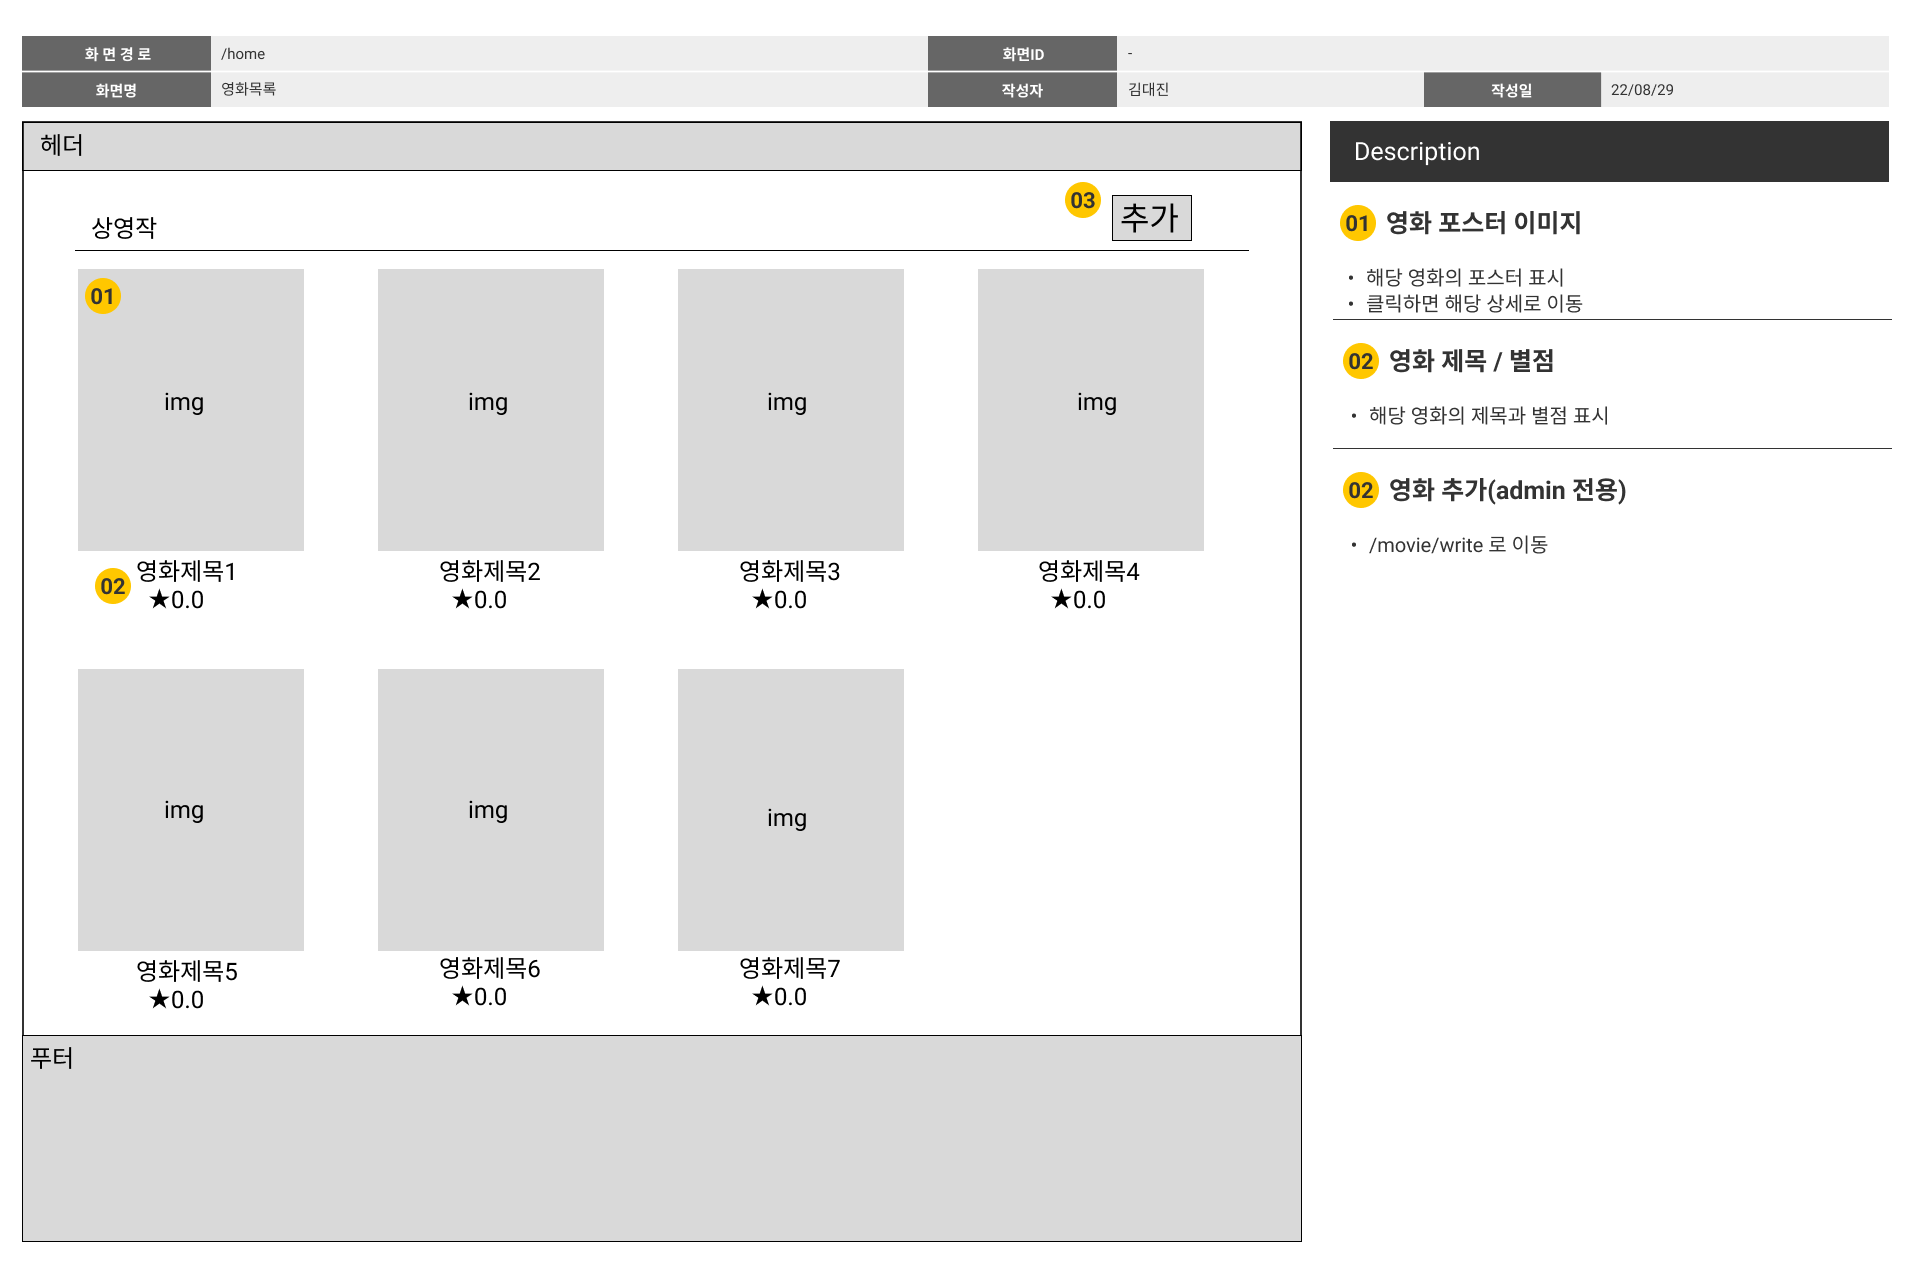 화 면 경 로 /home 화면ID -
화면명 영화목록 작성자 김대진 작성일 22/08/29
헤더
상영작
03 추가
01
img img img img
영화제목1 영화제목2 영화제목3 영화제목4
02
★0.0 ★0.0 ★0.0 ★0.0
img img img
영화제목5 영화제목6 영화제목7
★0.0 ★0.0 ★0.0
푸터
Description
01 영화 포스터 이미지
• 해당 영화의 포스터 표시
• 클릭하면 해당 상세로 이동
02 영화 제목 / 별점
• 해당 영화의 제목과 별점 표시
02 영화 추가(admin 전용)
• /movie/write 로 이동